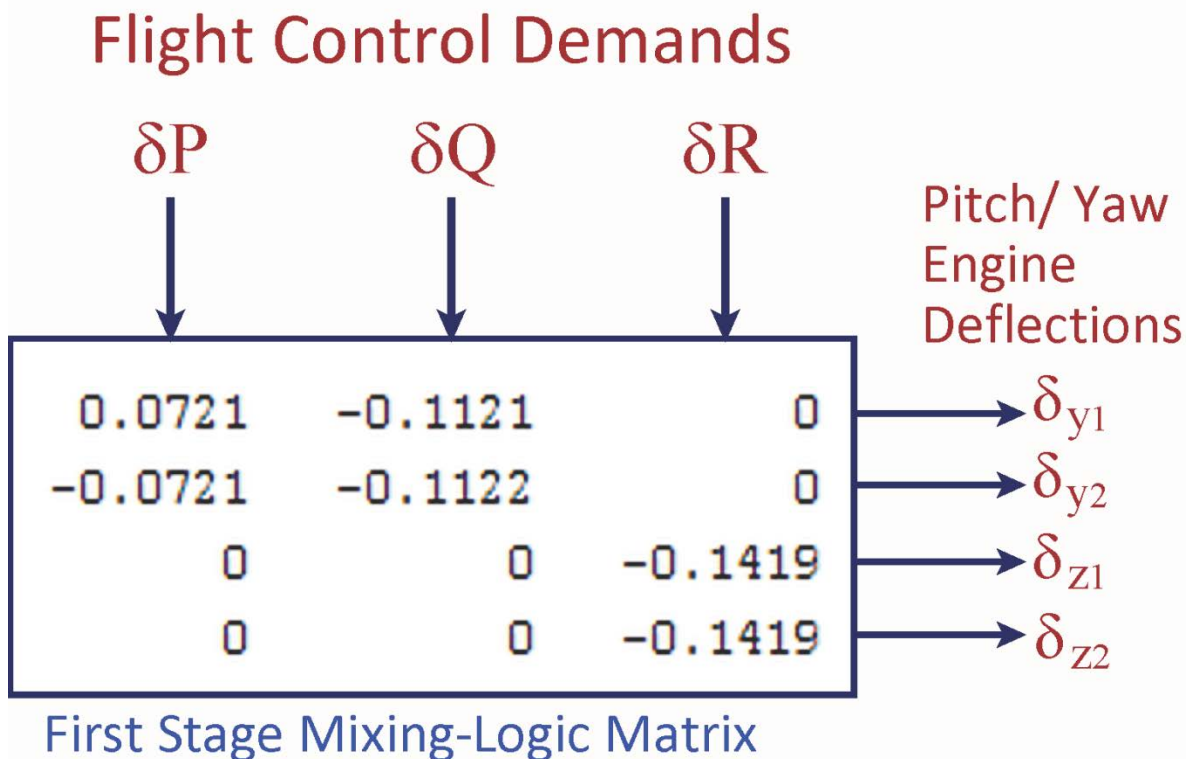 Flight Control Demands
δP δQ δR
Pitch/ Yaw
Engine
Deflections
0.0721 -0.1121 0 δy1
-0.0721 -0.1122 0 δy2
0 0 -0.1419 δz1
0 0 -0.1419 δz2
First Stage Mixing-Logic Matrix